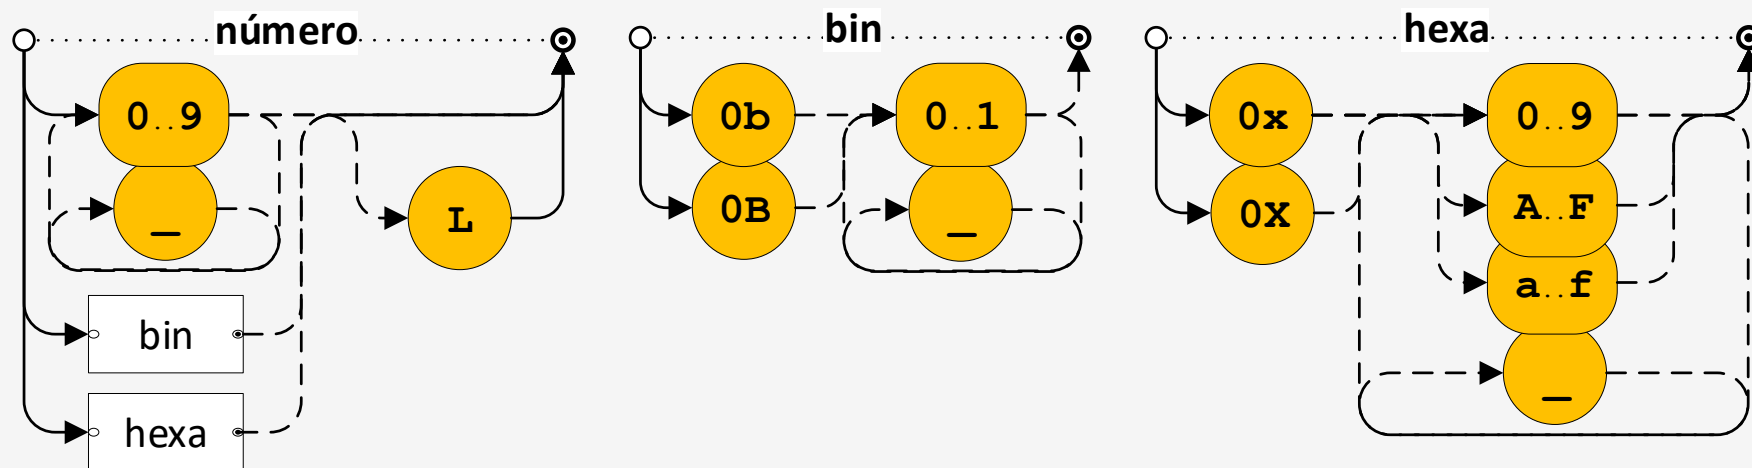 número
0..9
_
L
bin
hexa
bin
0b
0B
0..1
_
hexa
0x
0X
0..9
A..F
a..f
_